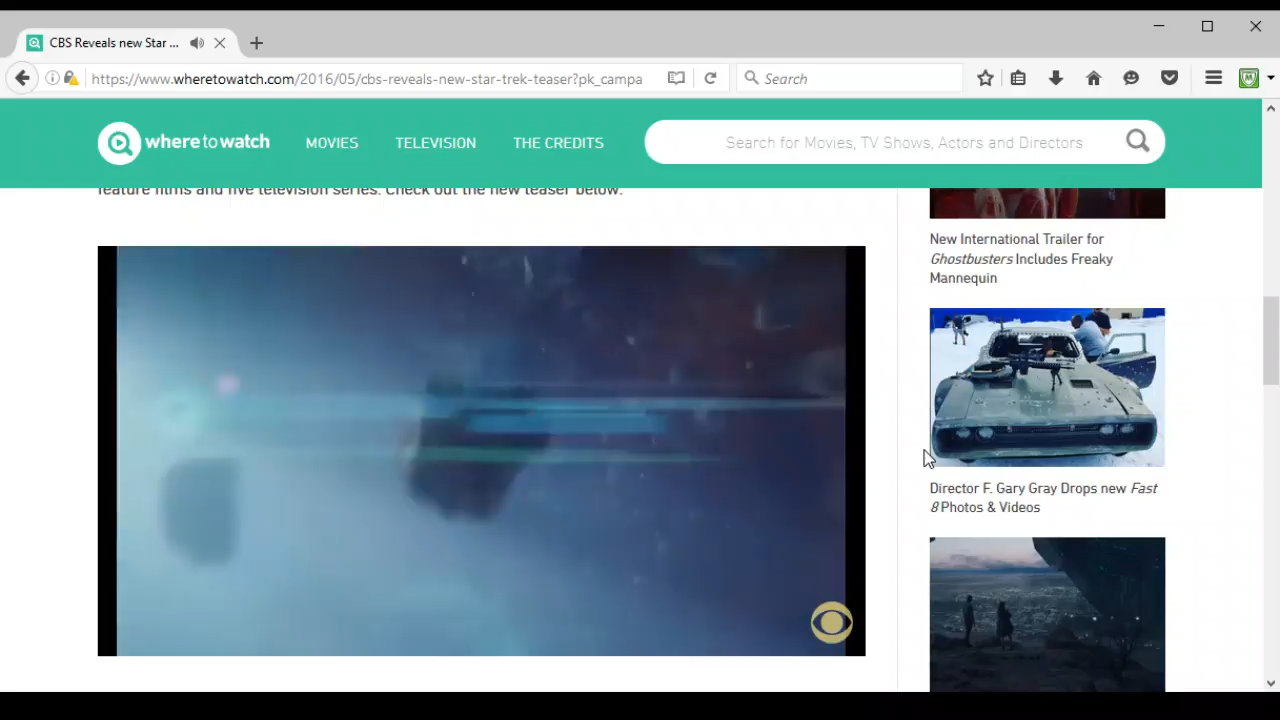 CBS Reveals new Star ...
https://www.wheretowatch.com/2016/05/cbs-reveals-new-star-trek-teaser?pk_campa
Search
where to watch
MOVIES
TELEVISION
THE CREDITS
Search for Movies, TV Shows, Actors and Directors
feature films and five television series. Check out the new teaser below.
New International Trailer for
Ghostbusters Includes Freaky
Mannequin
Director F. Gary Gray Drops new Fast
8 Photos & Videos